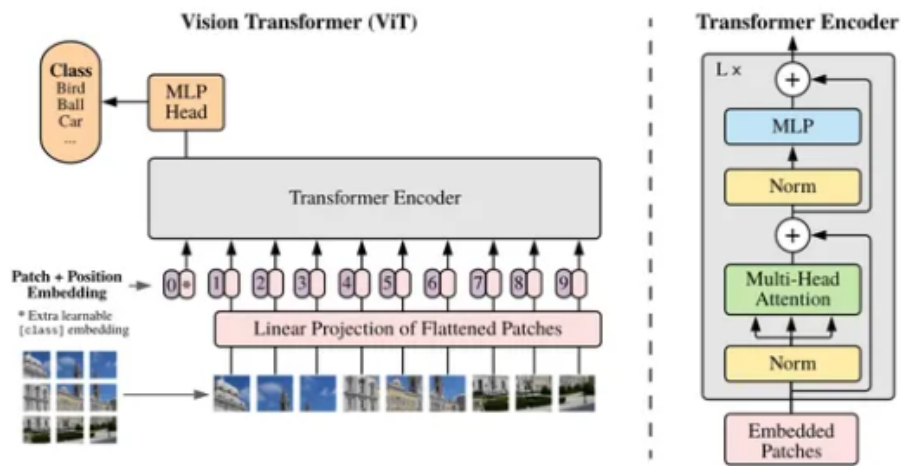 Vision Transformer (ViT)
Class
Bird
Ball
Car
...
MLP
Head
Transformer Encoder
Patch + Position
Embedding
0 * 1 2 3 4 5 6 7 8 9
* Extra learnable
[class] embedding
Linear Projection of Flattened Patches
Transformer Encoder
L ×
+
MLP
Norm
+
Multi-Head
Attention
Norm
Embedded
Patches